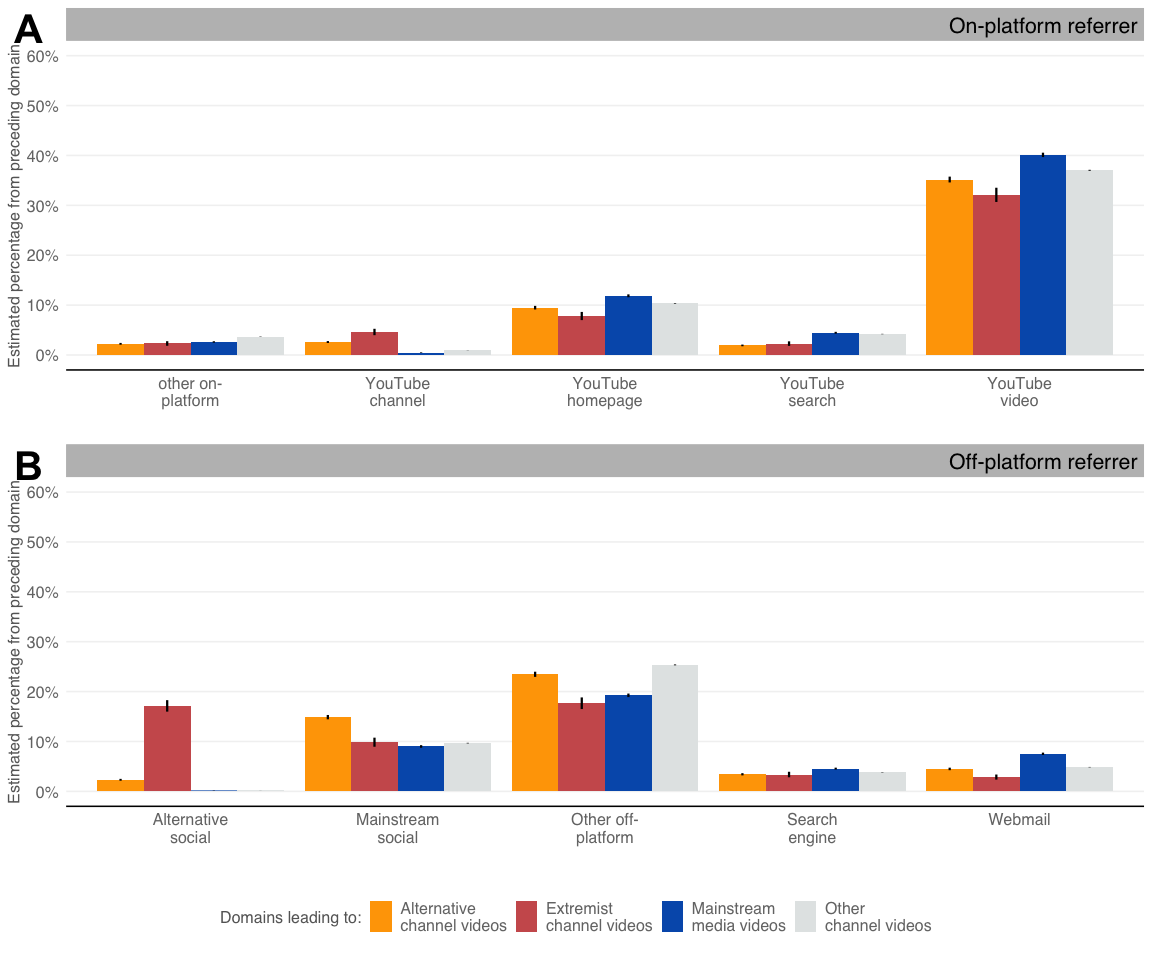 A
On-platform referrer
Estimated percentage from preceding domain
60%
50%
40%
30%
20%
10%
0%
other on-
platform
YouTube
channel
YouTube
homepage
YouTube
search
YouTube
video
B
Off-platform referrer
Estimated percentage from preceding domain
60%
50%
40%
30%
20%
10%
0%
Alternative
social
Mainstream
social
Other off-
platform
Search
engine
Webmail
Domains leading to:
Alternative
channel videos
Extremist
channel videos
Mainstream
media videos
Other
channel videos